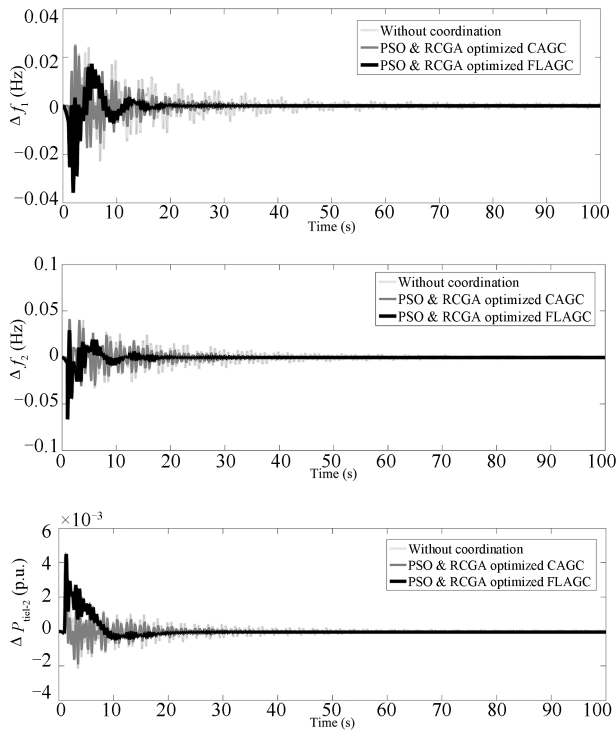 0.04
0.02
0
−0.02
−0.04
Δ f1 (Hz)
Without coordination
PSO & RCGA optimized CAGC
PSO & RCGA optimized FLAGC
0 10 20 30 40 50 60 70 80 90 100
Time (s)
0.1
0.05
0
−0.05
−0.1
Δ f2 (Hz)
Without coordination
PSO & RCGA optimized CAGC
PSO & RCGA optimized FLAGC
0 10 20 30 40 50 60 70 80 90 100
Time (s)
×10−3
6
4
2
0
−2
−4
Δ Ptiel-2 (p.u.)
Without coordination
PSO & RCGA optimized CAGC
PSO & RCGA optimized FLAGC
0 10 20 30 40 50 60 70 80 90 100
Time (s)